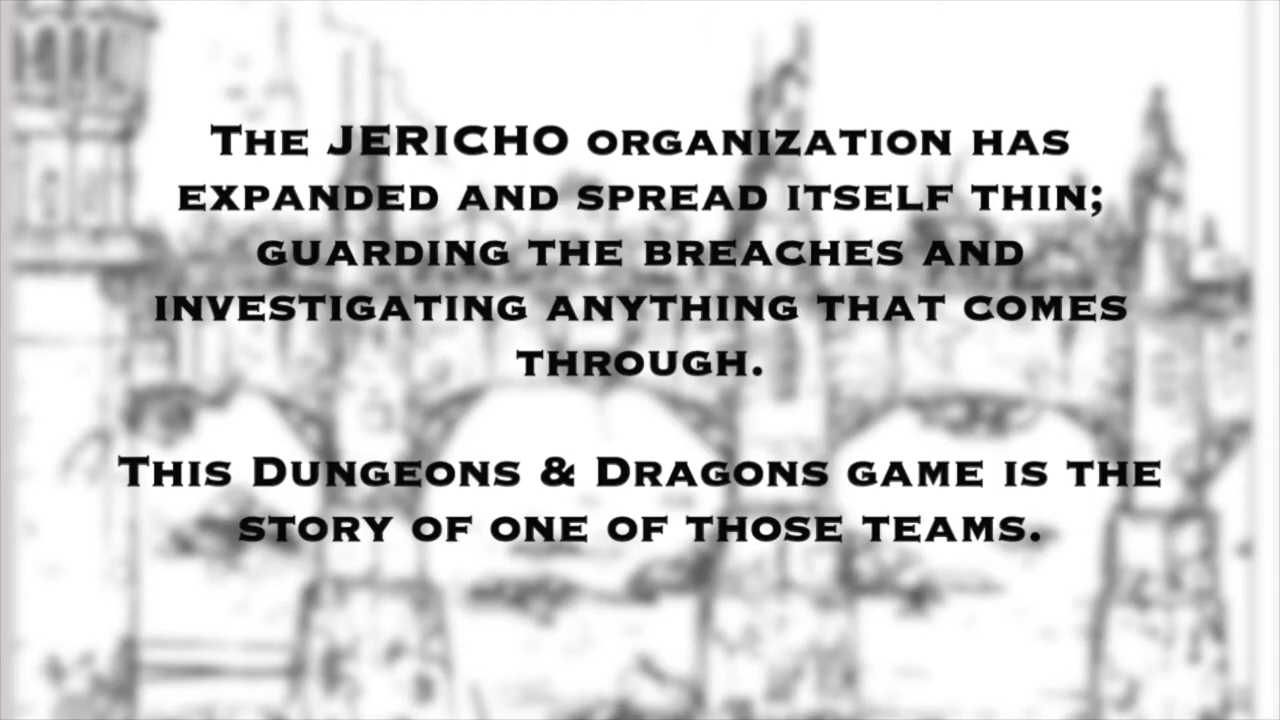 The JERICHO organization has
expanded and spread itself thin;
guarding the breaches and
investigating anything that comes
through.
This Dungeons & Dragons game is the
story of one of those teams.